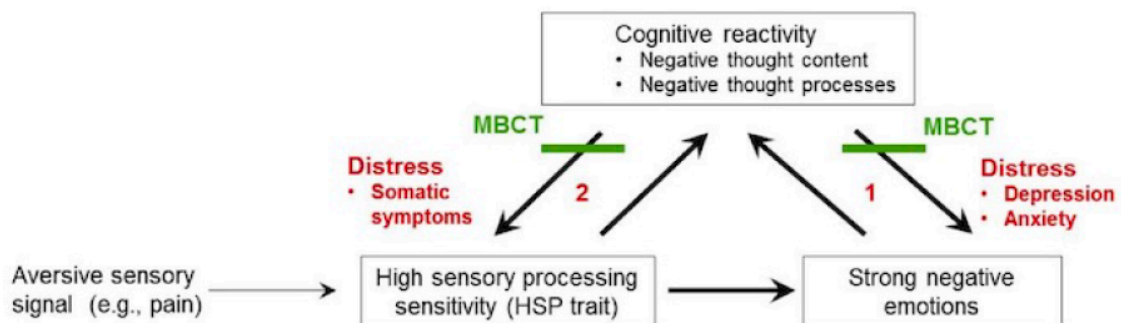 Cognitive reactivity
• Negative thought content
• Negative thought processes
MBCT
MBCT
Distress
• Somatic
symptoms
2
1
Distress
• Depression
• Anxiety
Aversive sensory
signal (e.g., pain)
High sensory processing
sensitivity (HSP trait)
Strong negative
emotions